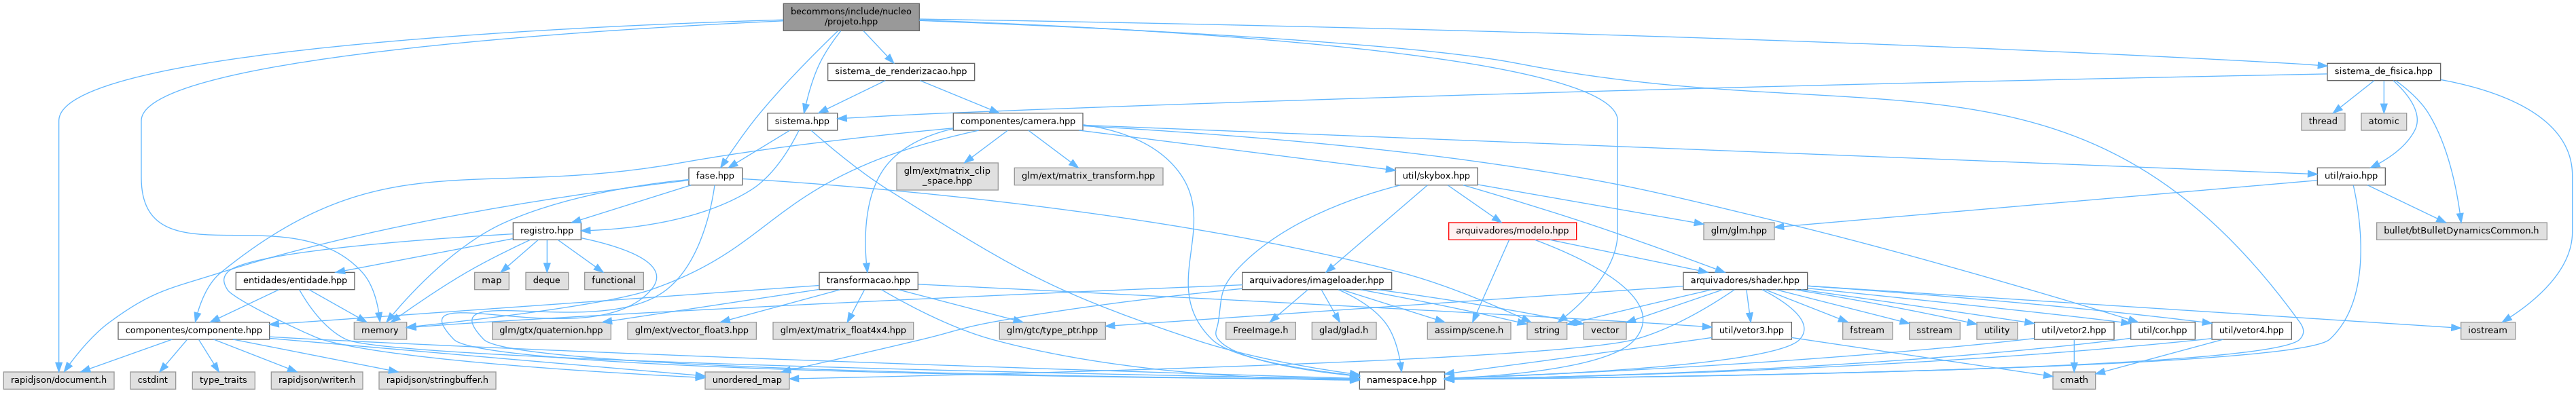 becommons/include/nucleo
/projeto.hpp
sistema_de_renderizacao.hpp
sistema_de_fisica.hpp
sistema.hpp
componentes/camera.hpp
thread
atomic
fase.hpp
glm/ext/matrix_clip
_space.hpp
glm/ext/matrix_transform.hpp
util/skybox.hpp
util/raio.hpp
registro.hpp
arquivadores/modelo.hpp
glm/glm.hpp
bullet/btBulletDynamicsCommon.h
entidades/entidade.hpp
map
deque
functional
transformacao.hpp
arquivadores/imageloader.hpp
arquivadores/shader.hpp
componentes/componente.hpp
memory
glm/gtx/quaternion.hpp
glm/ext/vector_float3.hpp
glm/ext/matrix_float4x4.hpp
glm/gtc/type_ptr.hpp
FreeImage.h
glad/glad.h
assimp/scene.h
string
vector
util/vetor3.hpp
fstream
sstream
utility
util/vetor2.hpp
util/cor.hpp
util/vetor4.hpp
iostream
rapidjson/document.h
cstdint
type_traits
rapidjson/writer.h
rapidjson/stringbuffer.h
unordered_map
namespace.hpp
cmath